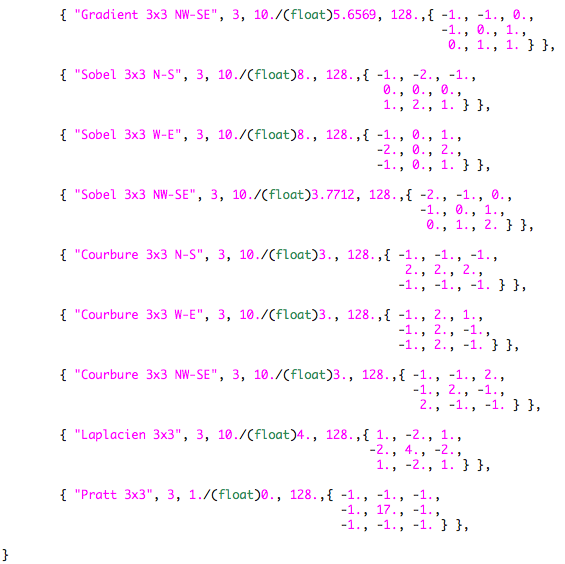 { "Gradient 3x3 NW-SE", 3, 10./(float)5.6569, 128.,{ -1., -1., 0.,
-1., 0., 1.,
0., 1., 1. } },
{ "Sobel 3x3 N-S", 3, 10./(float)8., 128.,{ -1., -2., -1.,
0., 0., 0.,
1., 2., 1. } },
{ "Sobel 3x3 W-E", 3, 10./(float)8., 128.,{ -1., 0., 1.,
-2., 0., 2.,
-1., 0., 1. } },
{ "Sobel 3x3 NW-SE", 3, 10./(float)3.7712, 128.,{ -2., -1., 0.,
-1., 0., 1.,
0., 1., 2. } },
{ "Courbure 3x3 N-S", 3, 10./(float)3., 128.,{ -1., -1., -1.,
2., 2., 2.,
-1., -1., -1. } },
{ "Courbure 3x3 W-E", 3, 10./(float)3., 128.,{ -1., 2., 1.,
-1., 2., -1.,
-1., 2., -1. } },
{ "Courbure 3x3 NW-SE", 3, 10./(float)3., 128.,{ -1., -1., 2.,
-1., 2., -1.,
2., -1., -1. } },
{ "Laplacien 3x3", 3, 10./(float)4., 128.,{ 1., -2., 1.,
-2., 4., -2.,
1., -2., 1. } },
{ "Pratt 3x3", 3, 1./(float)0., 128.,{ -1., -1., -1.,
-1., 17., -1.,
-1., -1., -1. } },
}